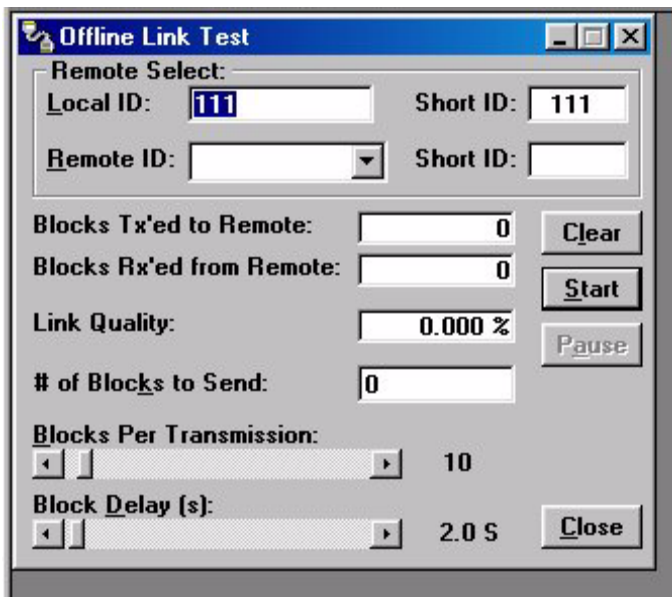 Offline Link Test
Remote Select:
Local ID: 111 Short ID: 111
Remote ID: Short ID:
Blocks Tx'ed to Remote: 0 Clear
Blocks Rx'ed from Remote: 0 Start
Link Quality: 0.000 % Pause
# of Blocks to Send: 0
Blocks Per Transmission:
10
Block Delay (s):
2.0 S Close